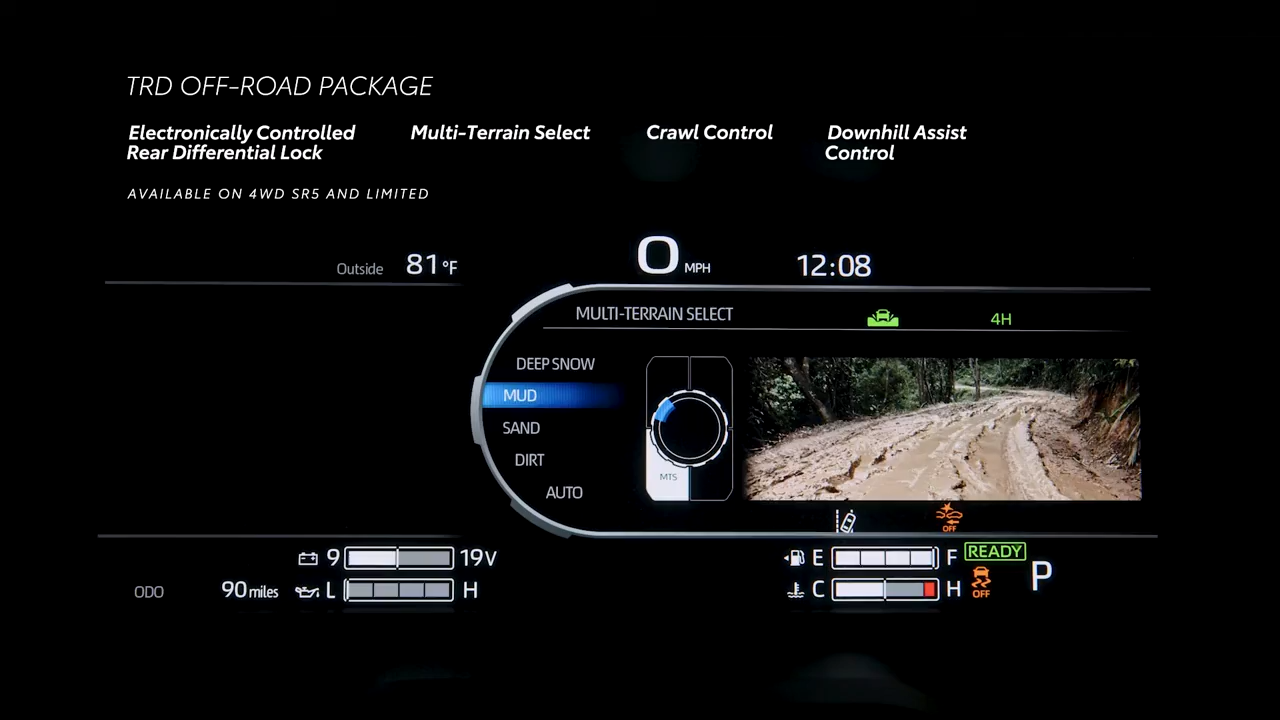 TRD OFF-ROAD PACKAGE
Electronically Controlled
Rear Differential Lock
Multi-Terrain Select
Crawl Control
Downhill Assist
Control
AVAILABLE ON 4WD SR5 AND LIMITED
Outside 81°F
0 MPH
12:08
MULTI-TERRAIN SELECT
4H
DEEP SNOW
MUD
SAND
DIRT
AUTO
MTS
OFF
9 19V
E F
READY
P
ODO 90 miles
L H
C H
OFF